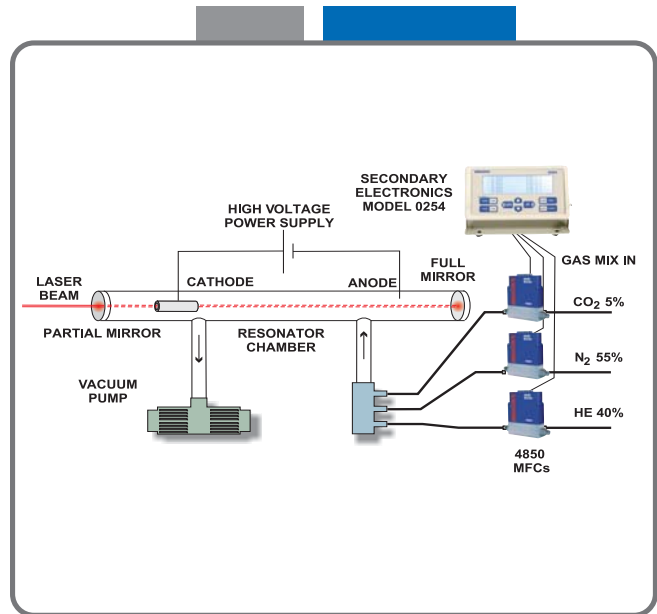 SECONDARY
ELECTRONICS
MODEL 0254
HIGH VOLTAGE
POWER SUPPLY
GAS MIX IN
FULL
MIRROR
LASER
BEAM
CATHODE
ANODE
CO₂ 5%
PARTIAL MIRROR
RESONATOR
CHAMBER
N₂ 55%
VACUUM
PUMP
HE 40%
4850
MFCs